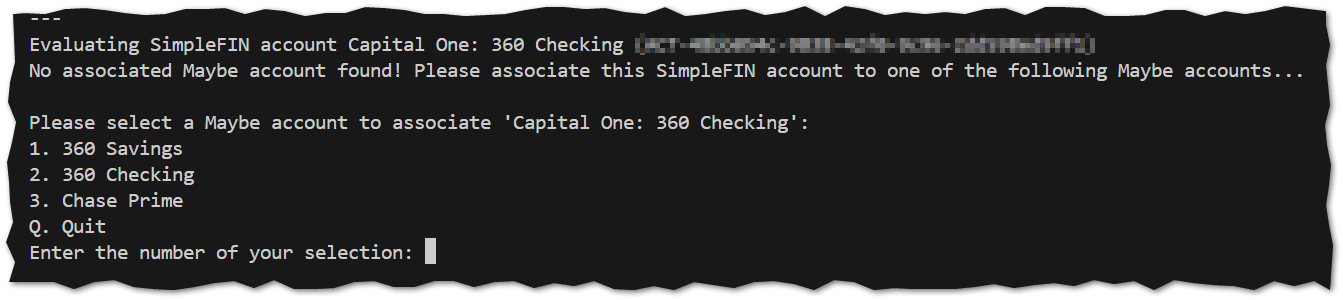 ---
Evaluating SimpleFIN account Capital One: 360 Checking
No associated Maybe account found! Please associate this SimpleFIN account to one of the following Maybe accounts...
Please select a Maybe account to associate 'Capital One: 360 Checking':
1. 360 Savings
2. 360 Checking
3. Chase Prime
Q. Quit
Enter the number of your selection: